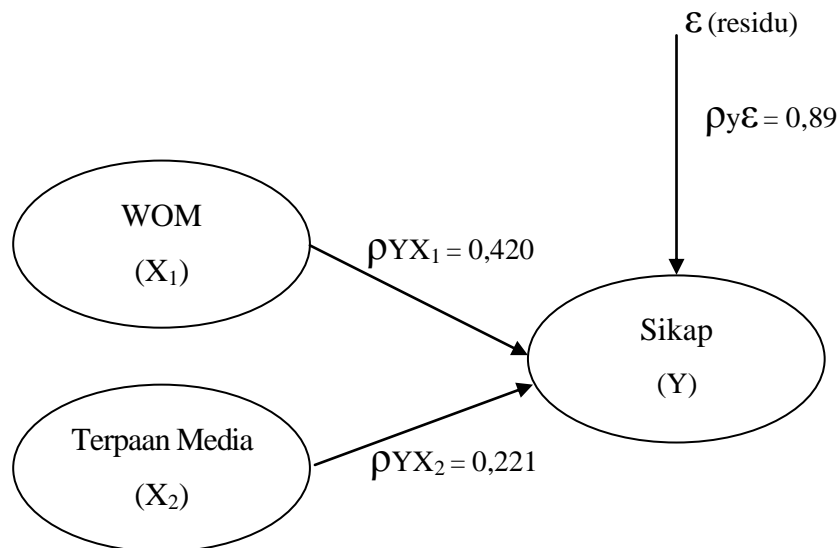 ε (residu)
ρyε = 0,89
WOM
(X₁)
ρYX₁ = 0,420
Sikap
(Y)
Terpaan Media
(X₂)
ρYX₂ = 0,221